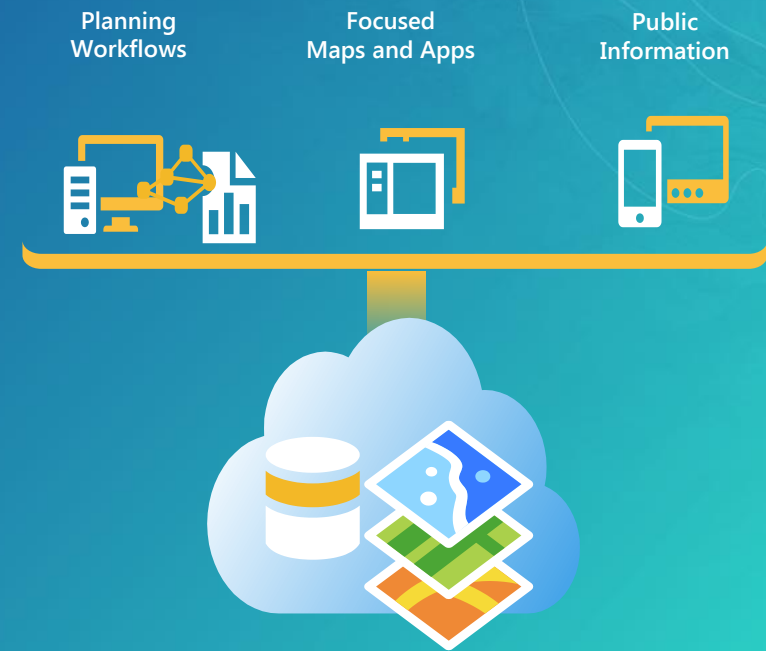 Planning
Workflows
Focused
Maps and Apps
Public
Information